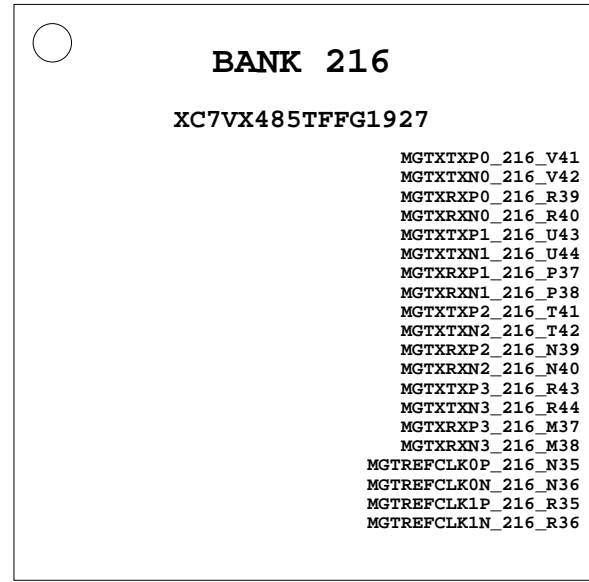 BANK 216
XC7VX485TFFG1927
MGTXTXP0_216_V41
MGTXTXN0_216_V42
MGTXRXP0_216_R39
MGTXRXN0_216_R40
MGTXTXP1_216_U43
MGTXTXN1_216_U44
MGTXRXP1_216_P37
MGTXRXN1_216_P38
MGTXTXP2_216_T41
MGTXTXN2_216_T42
MGTXRXP2_216_N39
MGTXRXN2_216_N40
MGTXTXP3_216_R43
MGTXTXN3_216_R44
MGTXRXP3_216_M37
MGTXRXN3_216_M38
MGTREFCLK0P_216_N35
MGTREFCLK0N_216_N36
MGTREFCLK1P_216_R35
MGTREFCLK1N_216_R36